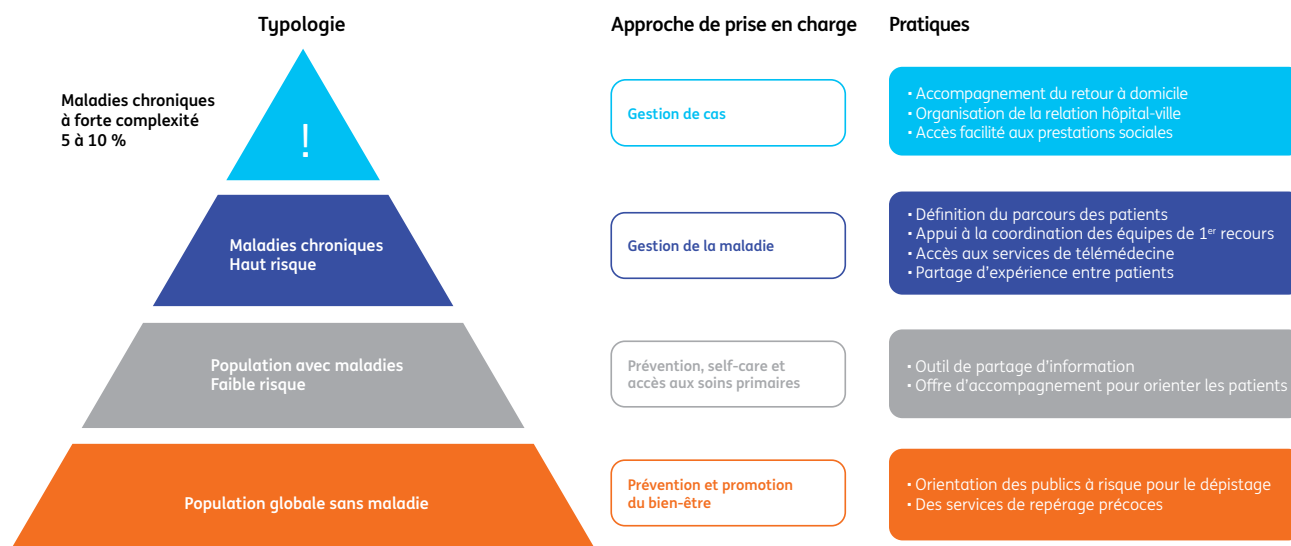 Typologie
Approche de prise en charge
Pratiques
Maladies chroniques
à forte complexité
5 à 10 %
!
Gestion de cas
• Accompagnement du retour à domicile
• Organisation de la relation hôpital-ville
• Accès facilité aux prestations sociales
Maladies chroniques
Haut risque
Gestion de la maladie
• Définition du parcours des patients
• Appui à la coordination des équipes de 1er recours
• Accès aux services de télémédecine
• Partage d'expérience entre patients
Population avec maladies
Faible risque
Prévention, self-care et
accès aux soins primaires
• Outil de partage d'information
• Offre d'accompagnement pour orienter les patients
Population globale sans maladie
Prévention et promotion
du bien-être
• Orientation des publics à risque pour le dépistage
• Des services de repérage précoces